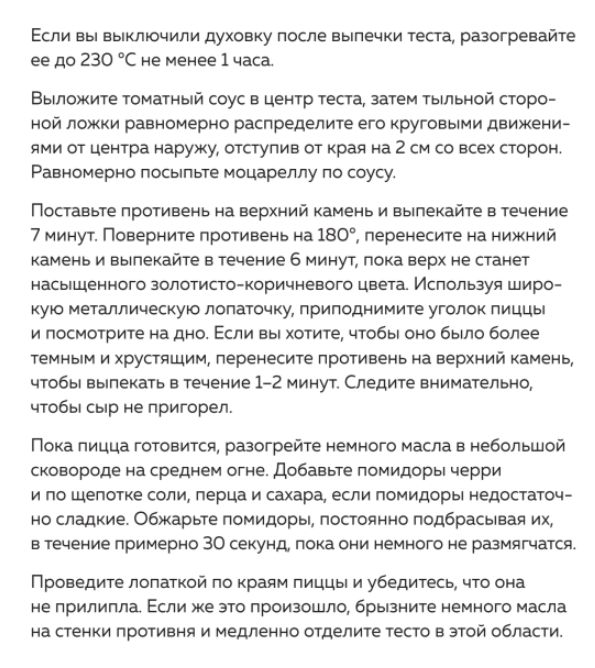 Если вы выключили духовку после выпечки теста, разогревайте
ее до 230 °C не менее 1 часа.
Выложите томатный соус в центр теста, затем тыльной сторо-
ной ложки равномерно распределите его круговыми движени-
ями от центра наружу, отступив от края на 2 см со всех сторон.
Равномерно посыпьте моцареллу по соусу.
Поставьте противень на верхний камень и выпекайте в течение
7 минут. Поверните противень на 180°, перенесите на нижний
камень и выпекайте в течение 6 минут, пока верх не станет
насыщенного золотисто-коричневого цвета. Используя широ-
кую металлическую лопаточку, приподнимите уголок пиццы
и посмотрите на дно. Если вы хотите, чтобы оно было более
темным и хрустящим, перенесите противень на верхний камень,
чтобы выпекать в течение 1–2 минут. Следите внимательно,
чтобы сыр не пригорел.
Пока пицца готовится, разогрейте немного масла в небольшой
сковороде на среднем огне. Добавьте помидоры черри
и по щепотке соли, перца и сахара, если помидоры недостаточ-
но сладкие. Обжарьте помидоры, постоянно подбрасывая их,
в течение примерно 30 секунд, пока они немного не размягчатся.
Проведите лопаткой по краям пиццы и убедитесь, что она
не прилипла. Если же это произошло, брызните немного масла
на стенки противня и медленно отделите тесто в этой области.